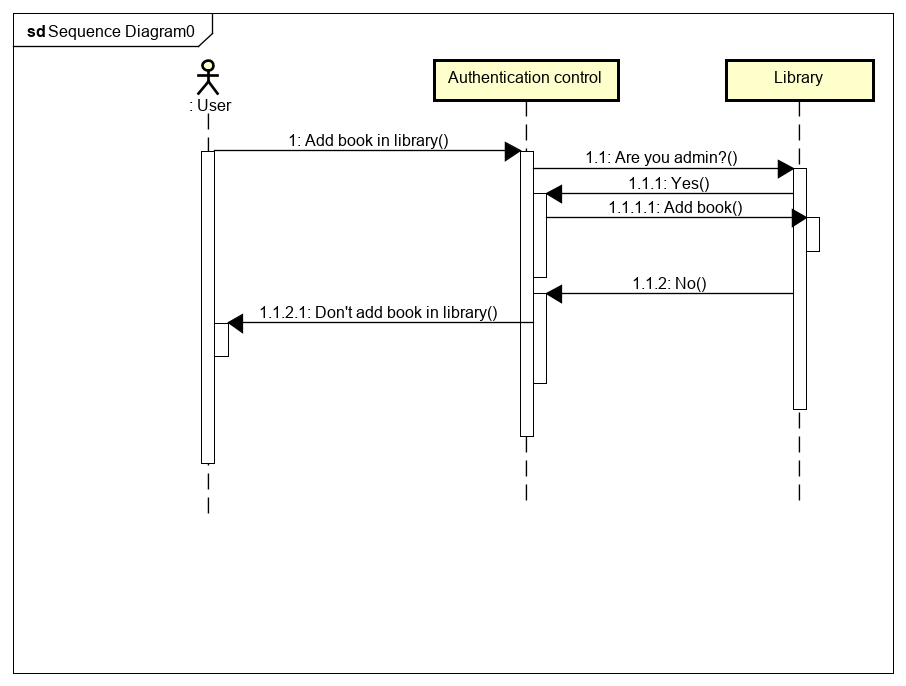 sd Sequence Diagram0
: User
Authentication control
Library
1: Add book in library()
1.1: Are you admin?()
1.1.1: Yes()
1.1.1.1: Add book()
1.1.2: No()
1.1.2.1: Don't add book in library()